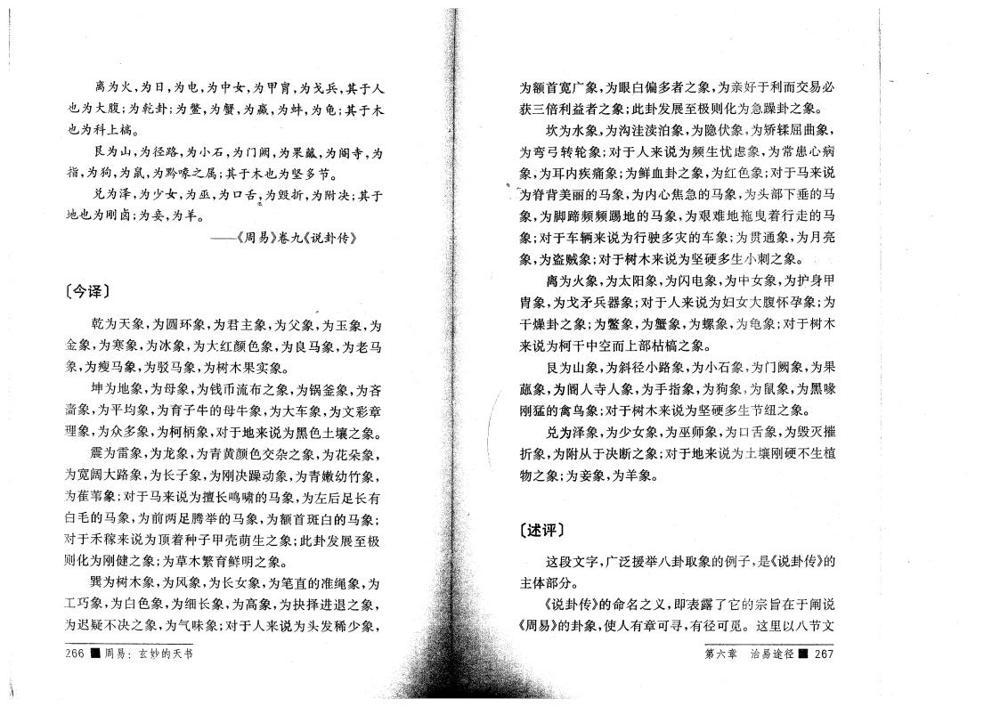 离为火,为日,为电,为中女,为甲胄,为戈兵,其于人
也为大腹;为乾卦;为鳖,为蟹,为蠃,为蚌,为龟;其于木
也为科上槁。
艮为山,为径路,为小石,为门阙,为果蓏,为阍寺,为
指,为狗,为鼠,为黔喙之属;其于木也为坚多节。
兑为泽,为少女,为巫,为口舌,为毁折,为附决;其于
地也为刚卤;为妾,为羊。
——《周易》卷九《说卦传》
〔今译〕
乾为天象,为圆环象,为君主象,为父象,为玉象,为
金象,为寒象,为冰象,为大红颜色象,为良马象,为老马
象,为瘦马象,为驳马象,为树木果实象。
坤为地象,为母象,为钱币流布之象,为锅釜象,为吝
啬象,为平均象,为育子牛的母牛象,为大车象,为文彩章
理象,为众多象,为柯柄象,对于地来说为黑色土壤之象。
震为雷象,为龙象,为青黄颜色交杂之象,为花朵象,
为宽阔大路象,为长子象,为刚决躁动象,为青嫩幼竹象,
为萑苇象;对于马来说为擅长鸣啸的马象,为左后足长有
白毛的马象,为前两足腾举的马象,为额首斑白的马象;
对于禾稼来说为顶着种子甲壳萌生之象;此卦发展至极
则化为刚健之象;为草木繁育鲜明之象。
巽为树木象,为风象,为长女象,为笔直的准绳象,为
工巧象,为白色象,为细长象,为高象,为抉择进退之象,
为迟疑不决之象,为气味象;对于人来说为头发稀少象,
266 ■ 周易:玄妙的天书
为额首宽广象,为眼白偏多者之象,为亲好于利而交易必
获三倍利益者之象;此卦发展至极则化为急躁卦之象。
坎为水象,为沟洼渎泊象,为隐伏象,为矫輮屈曲象,
为弯弓转轮象;对于人来说为频生忧虑象,为常患心病
象,为耳内疾痛象;为鲜血卦之象,为红色象;对于马来说
为脊背美丽的马象,为内心焦急的马象,为头部下垂的马
象,为脚蹄频频踢地的马象,为艰难地拖曳着行走的马
象;对于车辆来说为行驶多灾的车象;为贯通象,为月亮
象,为盗贼象;对于树木来说为坚硬多生小刺之象。
离为火象,为太阳象,为闪电象,为中女象,为护身甲
胄象,为戈矛兵器象;对于人来说为妇女大腹怀孕象;为
干燥卦之象;为鳖象,为蟹象,为螺象,为龟象;对于树木
来说为柯干中空而上部枯槁之象。
艮为山象,为斜径小路象,为小石象,为门阙象,为果
蓏象,为阍人寺人象,为手指象,为狗象,为鼠象,为黑喙
刚猛的禽鸟象;对于树木来说为坚硬多生节纽之象。
兑为泽象,为少女象,为巫师象,为口舌象,为毁灭摧
折象,为附从于决断之象;对于地来说为土壤刚硬不生植
物之象;为妾象,为羊象。
〔述评〕
这段文字,广泛援举八卦取象的例子,是《说卦传》的
主体部分。
《说卦传》的命名之义,即表露了它的宗旨在于阐说
《周易》的卦象,使人有章可寻,有径可觅。这里以八节文
第六章 治易途径 ■ 267